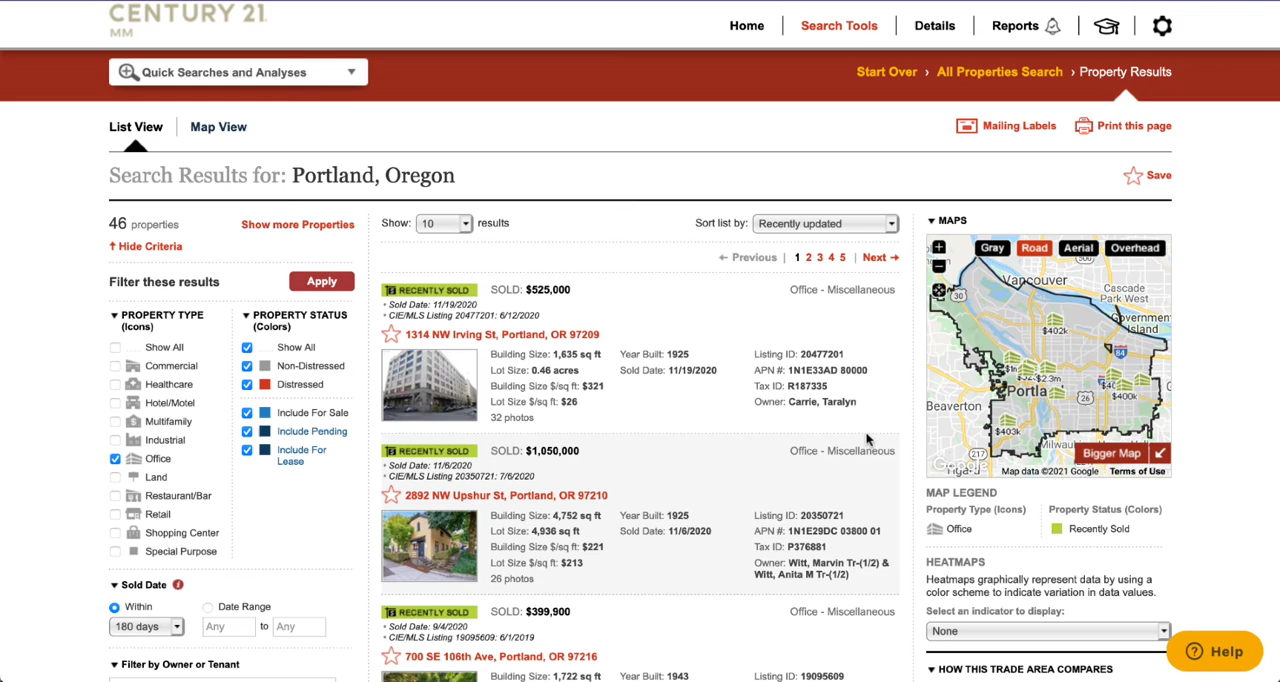 CENTURY 21
MM
Home
Search Tools
Details
Reports
Quick Searches and Analyses
Start Over › All Properties Search › Property Results
List View
Map View
Mailing Labels
Print this page
Search Results for: Portland, Oregon
Save
46 properties
Show more Properties
Hide Criteria
Filter these results
Apply
PROPERTY TYPE
(Icons)
Show All
Commercial
Healthcare
Hotel/Motel
Multifamily
Industrial
Office
Land
Restaurant/Bar
Retail
Shopping Center
Special Purpose
PROPERTY STATUS
(Colors)
Show All
Non-Distressed
Distressed
Include For Sale
Include Pending
Include For
Lease
Sold Date
Within
Date Range
180 days
Any to Any
Filter by Owner or Tenant
Show: 10 results
Sort list by: Recently updated
Previous | 1 2 3 4 5 | Next
RECENTLY SOLD SOLD: $525,000 Office - Miscellaneous
• Sold Date: 11/19/2020
• CIE/MLS Listing 20477201: 6/12/2020
1314 NW Irving St, Portland, OR 97209
Building Size: 1,635 sq ft
Lot Size: 0.46 acres
Building Size $/sq ft: $321
Lot Size $/sq ft: $26
32 photos
Year Built: 1925
Sold Date: 11/19/2020
Listing ID: 20477201
APN #: 1N1E33AD 80000
Tax ID: R187335
Owner: Carrie, Taralyn
RECENTLY SOLD SOLD: $1,050,000 Office - Miscellaneous
• Sold Date: 11/6/2020
• CIE/MLS Listing 20350721: 7/6/2020
2892 NW Upshur St, Portland, OR 97210
Building Size: 4,752 sq ft
Lot Size: 4,936 sq ft
Building Size $/sq ft: $221
Lot Size $/sq ft: $213
26 photos
Year Built: 1925
Sold Date: 11/6/2020
Listing ID: 20350721
APN #: 1N1E29DC 03800 01
Tax ID: P376881
Owner: Witt, Marvin Tr-(1/2) &
Witt, Anita M Tr-(1/2)
RECENTLY SOLD SOLD: $399,900 Office - Miscellaneous
• Sold Date: 9/4/2020
• CIE/MLS Listing 19095609: 6/1/2019
700 SE 106th Ave, Portland, OR 97216
Building Size: 1,722 sq ft
Year Built: 1943
Listing ID: 19095609
MAPS
Gray Road Aerial Overhead
500
Vancouver
30
Cascade
Park West
Government
Island
$402k
84
$2.3m
217
Portla
26
$400k
Beaverton
$403k
Milwau
Bigger Map
Google
Map data ©2021 Google Terms of Use
MAP LEGEND
Property Type (Icons)
Office
Property Status (Colors)
Recently Sold
HEATMAPS
Heatmaps graphically represent data by using a
color scheme to indicate variation in data values.
Select an indicator to display:
None
HOW THIS TRADE AREA COMPARES
Help